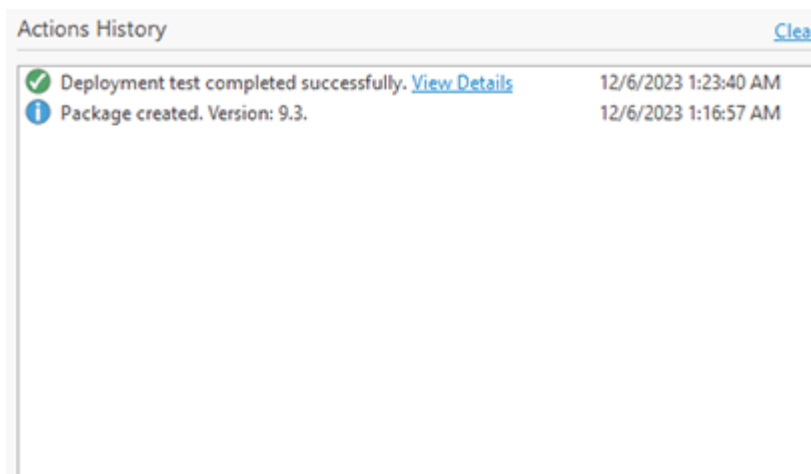 Actions History Clea
Deployment test completed successfully. View Details 12/6/2023 1:23:40 AM
Package created. Version: 9.3. 12/6/2023 1:16:57 AM